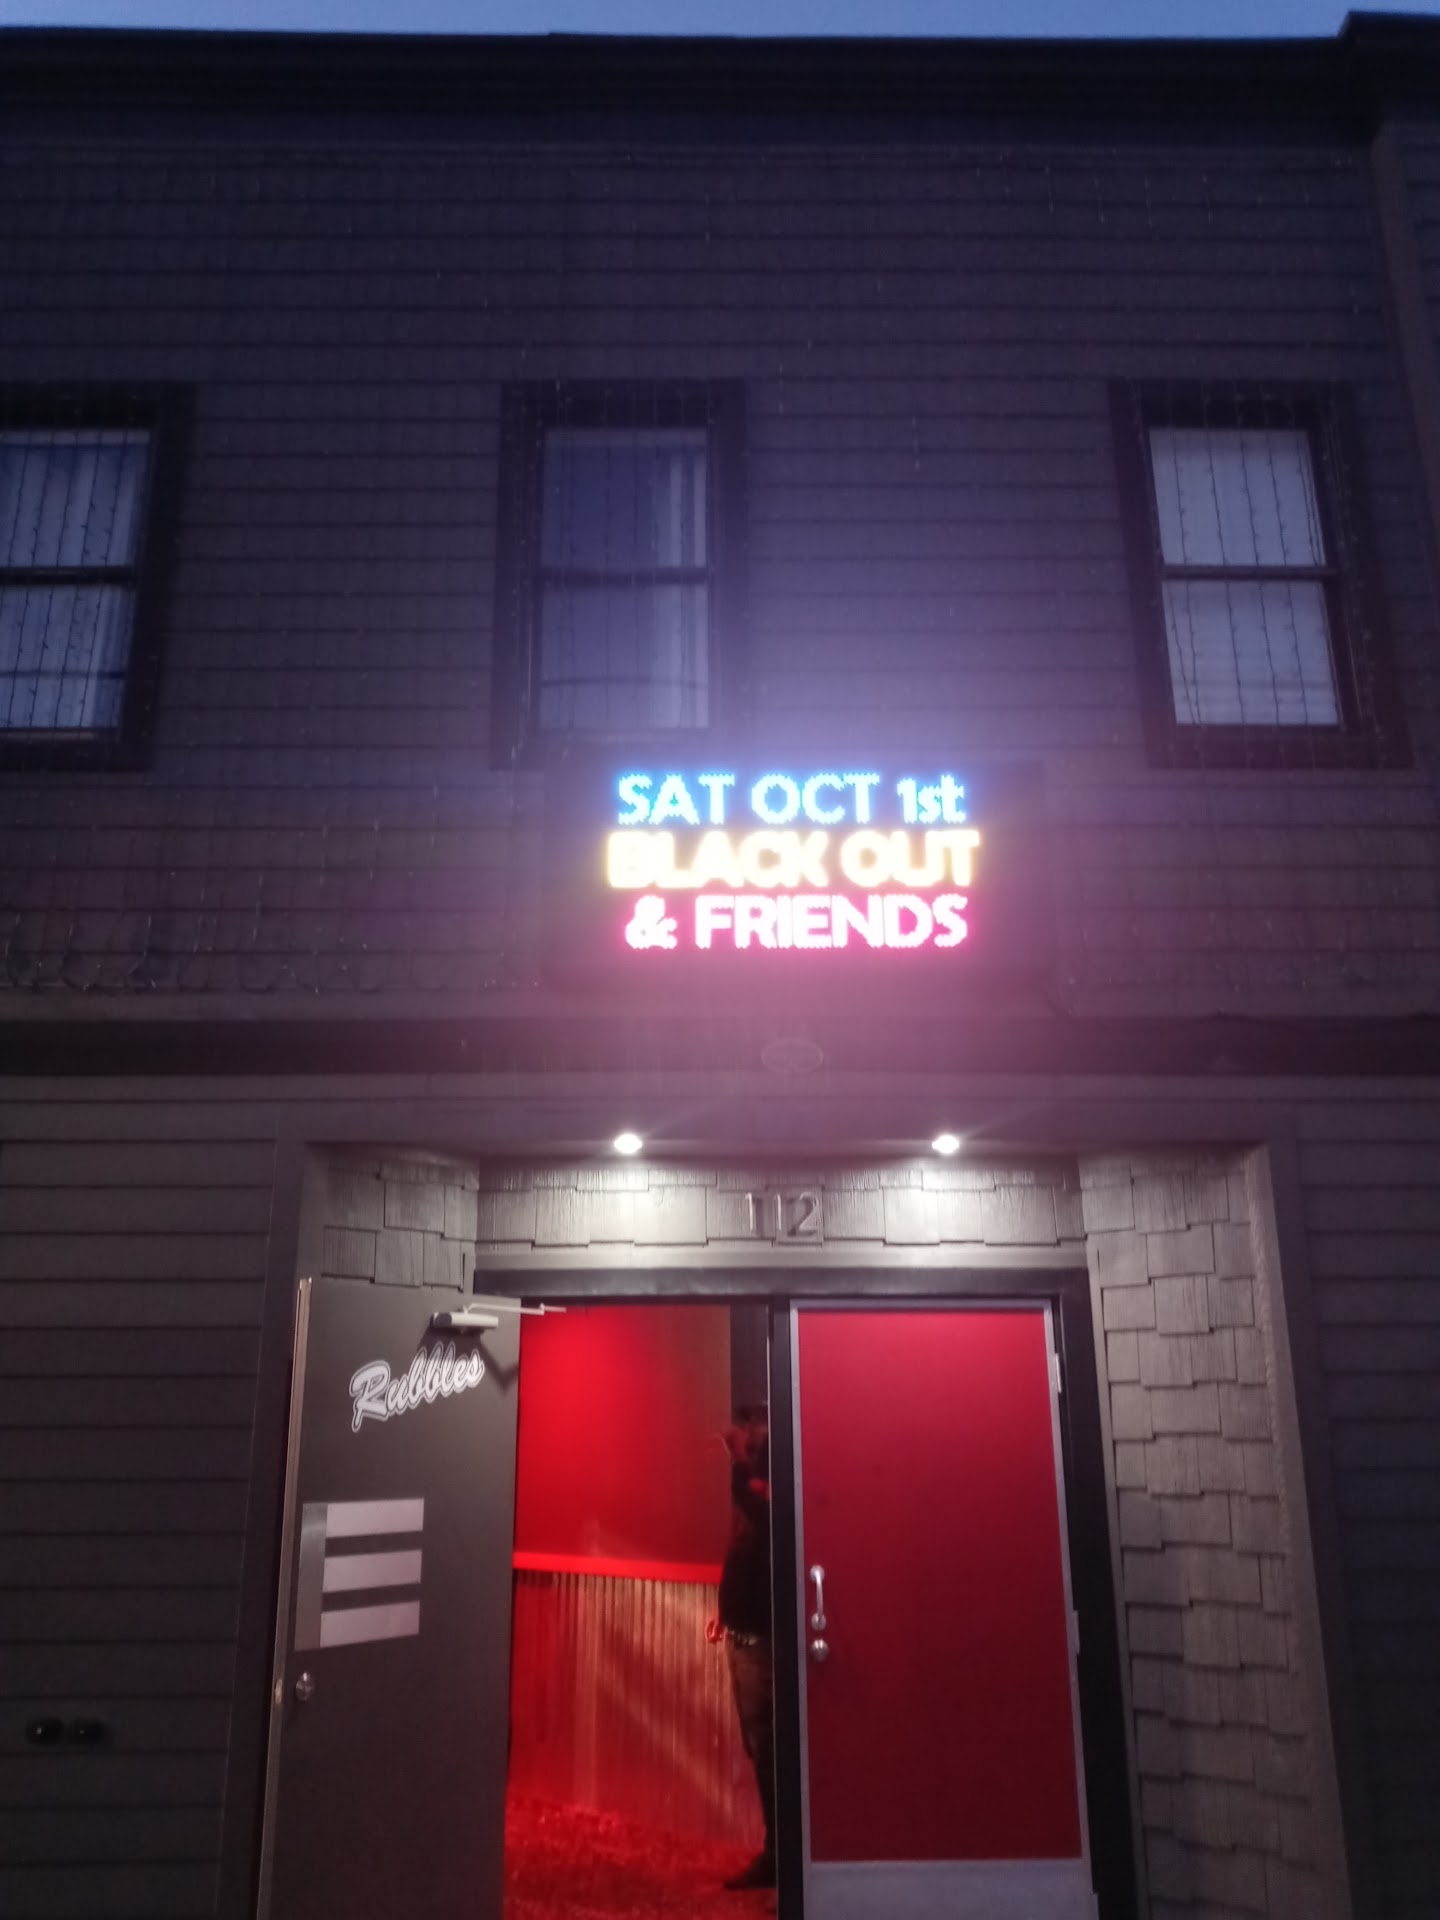 SAT OCT 1st
BLACK OUT
& FRIENDS
112
Rubbles